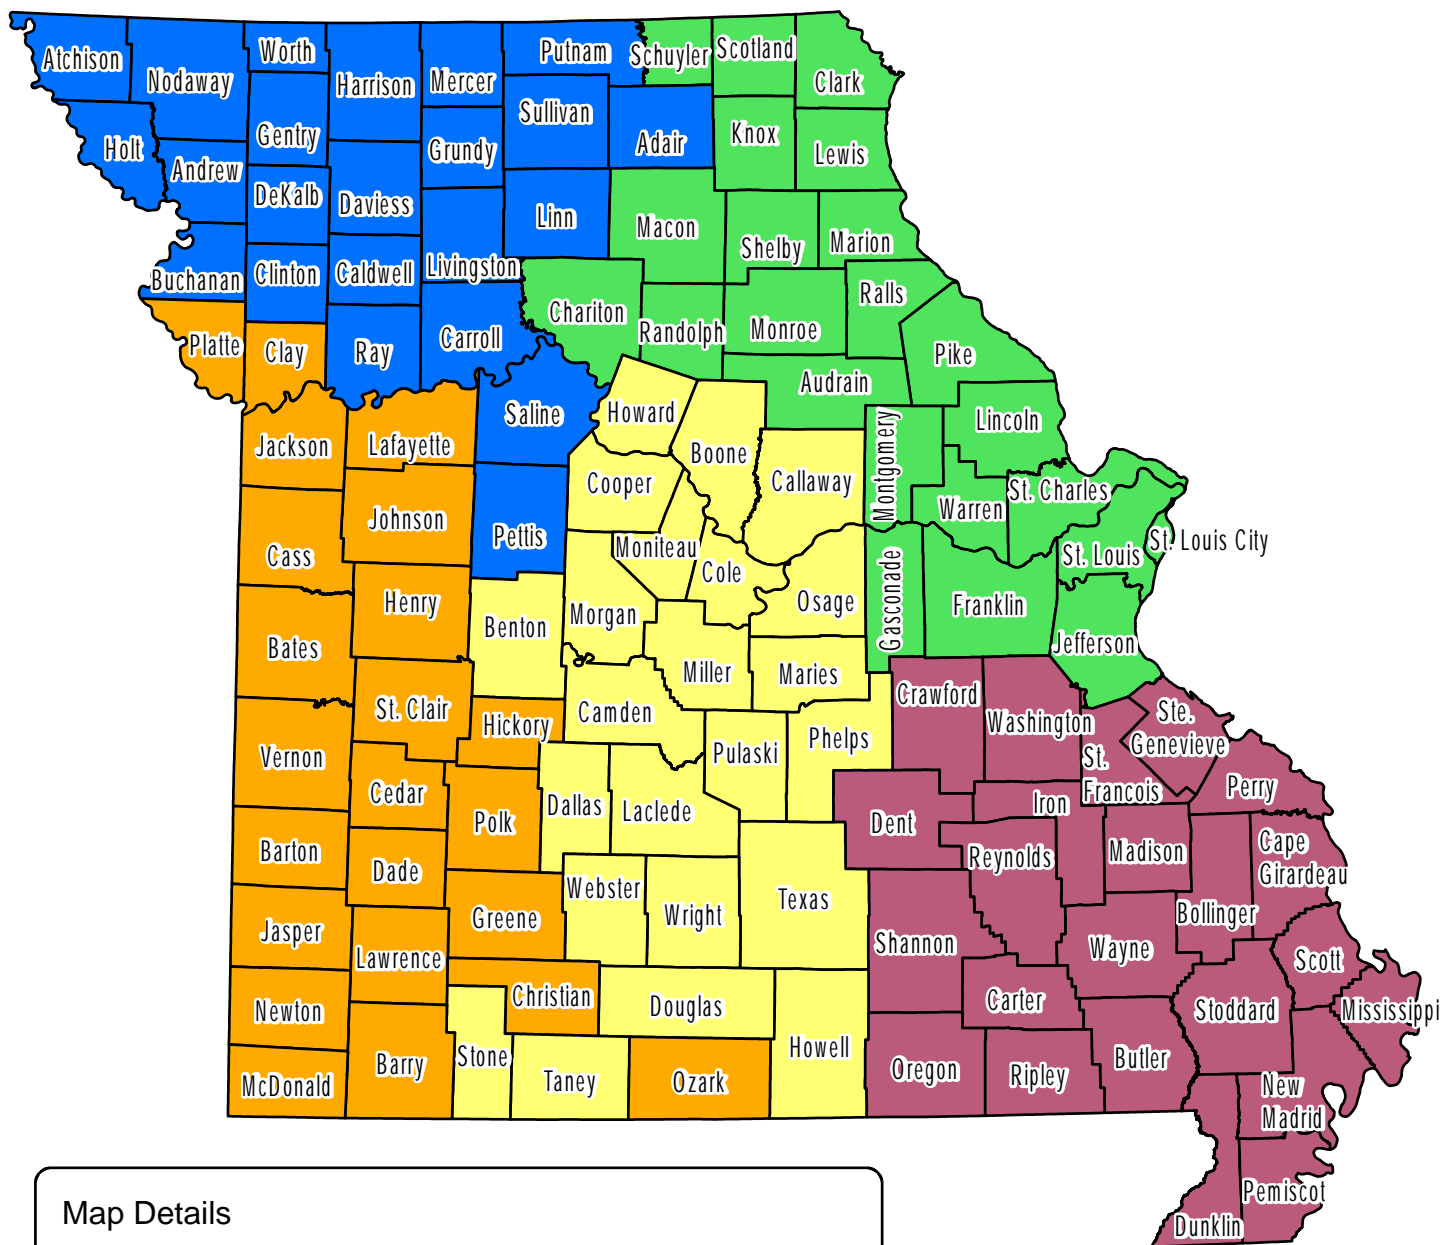 Atchison
Nodaway
Worth
Harrison
Mercer
Putnam
Schuyler
Scotland
Clark
Holt
Andrew
Gentry
Grundy
Sullivan
Adair
Knox
Lewis
DeKalb
Daviess
Linn
Macon
Shelby
Marion
Buchanan
Clinton
Caldwell
Livingston
Chariton
Randolph
Monroe
Ralls
Platte
Clay
Ray
Carroll
Audrain
Pike
Jackson
Lafayette
Saline
Howard
Boone
Callaway
Montgomery
Lincoln
Cass
Johnson
Pettis
Cooper
Moniteau
Cole
Osage
Gasconade
Warren
St. Charles
St. Louis
St. Louis City
Franklin
Jefferson
Bates
Henry
Benton
Morgan
Miller
Maries
Vernon
St. Clair
Hickory
Camden
Pulaski
Phelps
Crawford
Washington
St.
Francois
Ste.
Genevieve
Perry
Barton
Cedar
Polk
Dallas
Laclede
Dent
Iron
Reynolds
Madison
Cape
Girardeau
Jasper
Dade
Greene
Webster
Wright
Texas
Shannon
Wayne
Bollinger
Scott
Newton
Lawrence
Christian
Douglas
Carter
Stoddard
Mississippi
McDonald
Barry
Stone
Taney
Ozark
Howell
Oregon
Ripley
Butler
New
Madrid
Pemiscot
Dunklin
Map Details